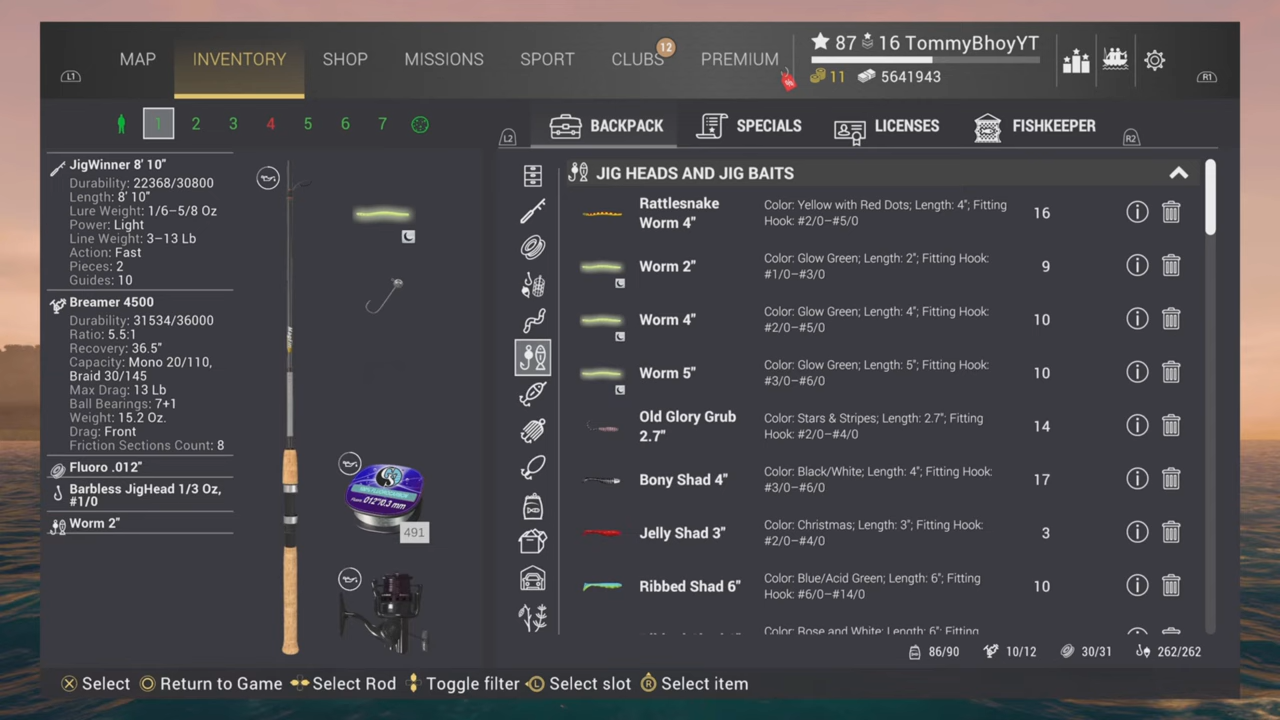 MAP
INVENTORY
SHOP
MISSIONS
SPORT
CLUBS
12
PREMIUM
87 16 TommyBhoyYT
11 5641943
L1
R1
1 2 3 4 5 6 7
L2
BACKPACK
SPECIALS
LICENSES
FISHKEEPER
R2
JigWinner 8' 10"
Durability: 22368/30800
Length: 8' 10"
Lure Weight: 1/6–5/8 Oz
Power: Light
Line Weight: 3–13 Lb
Action: Fast
Pieces: 2
Guides: 10
Breamer 4500
Durability: 31534/36000
Ratio: 5.5:1
Recovery: 36.5"
Capacity: Mono 20/110,
Braid 30/145
Max Drag: 13 Lb
Ball Bearings: 7+1
Weight: 15.2 Oz.
Drag: Front
Friction Sections Count: 8
Fluoro .012"
Barbless JigHead 1/3 Oz,
#1/0
Worm 2"
.012"/0.3 mm
491
JIG HEADS AND JIG BAITS
Rattlesnake
Worm 4"
Color: Yellow with Red Dots; Length: 4"; Fitting
Hook: #2/0–#5/0
16
Worm 2"
Color: Glow Green; Length: 2"; Fitting Hook:
#1/0–#3/0
9
Worm 4"
Color: Glow Green; Length: 4"; Fitting Hook:
#2/0–#5/0
10
Worm 5"
Color: Glow Green; Length: 5"; Fitting Hook:
#3/0–#6/0
10
Old Glory Grub
2.7"
Color: Stars & Stripes; Length: 2.7"; Fitting
Hook: #2/0–#4/0
14
Bony Shad 4"
Color: Black/White; Length: 4"; Fitting Hook:
#3/0–#6/0
17
Jelly Shad 3"
Color: Christmas; Length: 3"; Fitting Hook:
#2/0–#4/0
3
Ribbed Shad 6"
Color: Blue/Acid Green; Length: 6"; Fitting
Hook: #6/0–#14/0
10
Color: Rose and White; Length: 6"; Fitting
86/90
10/12
30/31
262/262
Select
Return to Game
Select Rod
Toggle filter
L Select slot
R Select item